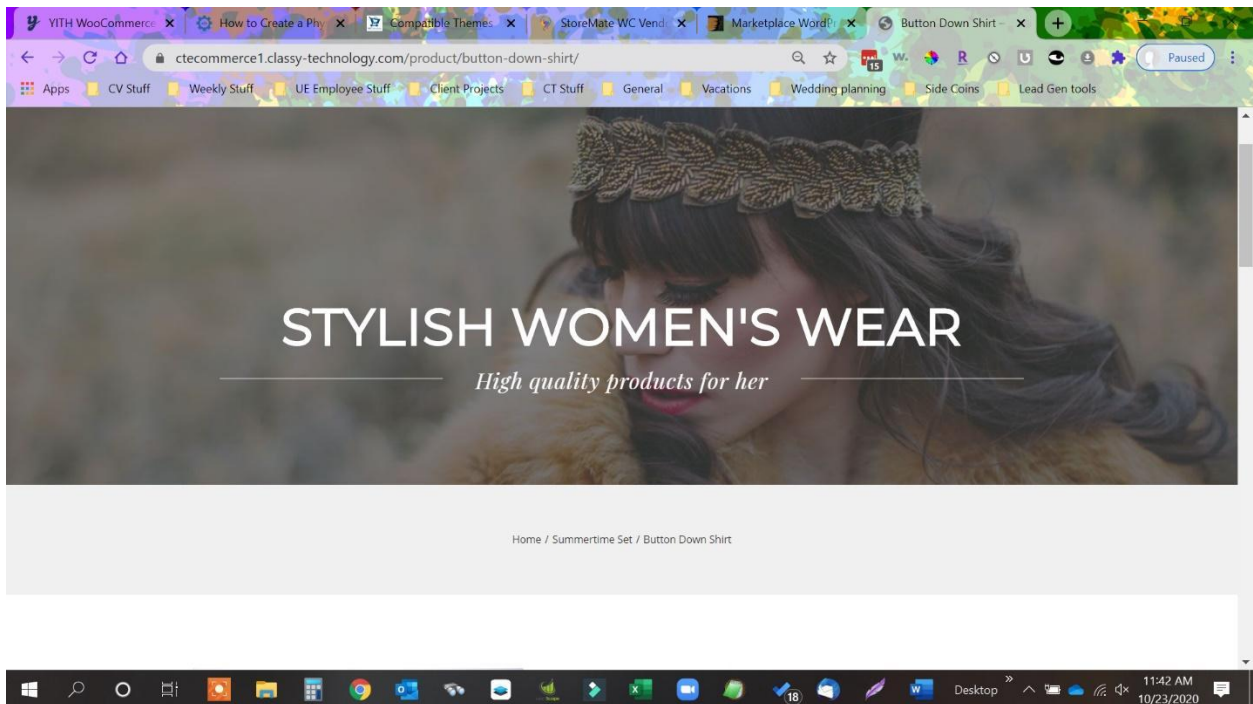 YITH WooCommerce
How to Create a Phy
Compatible Themes
StoreMate WC Vend
Marketplace WordPr
Button Down Shirt –
ctecommerce1.classy-technology.com/product/button-down-shirt/
15
w.
R
Paused
Apps
CV Stuff
Weekly Stuff
UE Employee Stuff
Client Projects
CT Stuff
General
Vacations
Wedding planning
Side Coins
Lead Gen tools
STYLISH WOMEN'S WEAR
High quality products for her
Home / Summertime Set / Button Down Shirt
18
Desktop
11:42 AM
10/23/2020